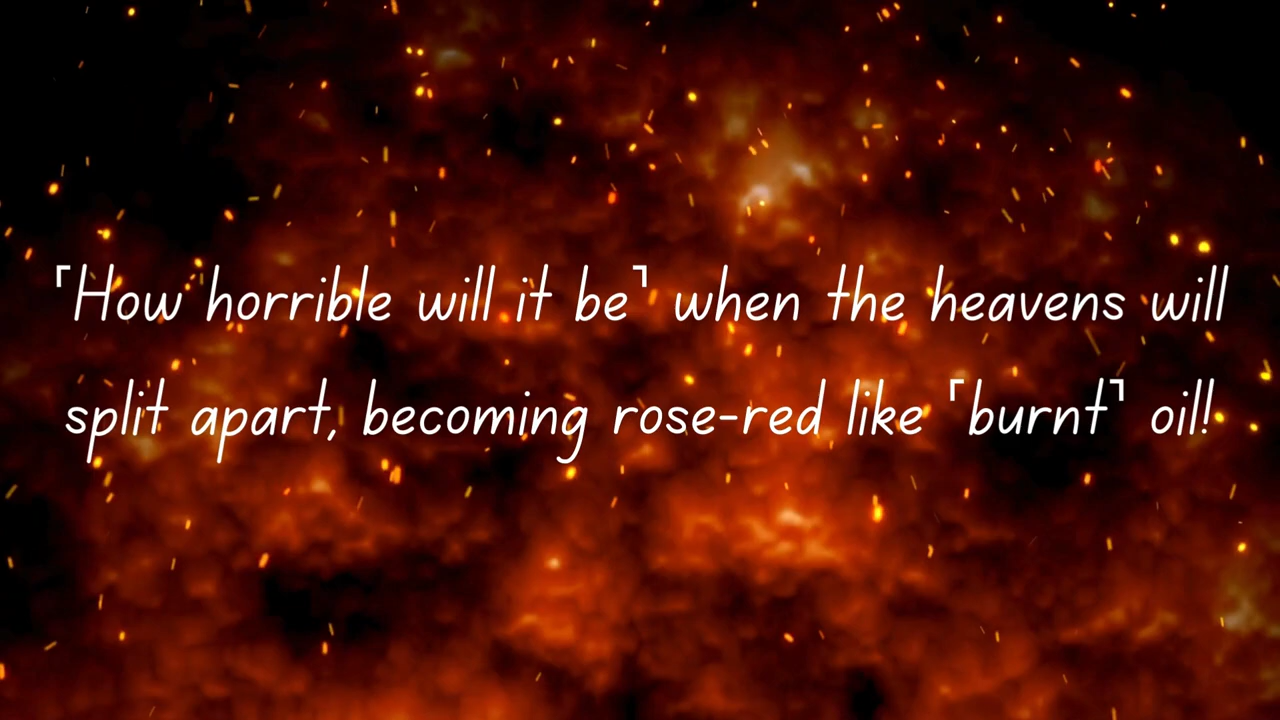 ⸢How horrible will it be⸣ when the heavens will
split apart, becoming rose-red like ⸢burnt⸣ oil!